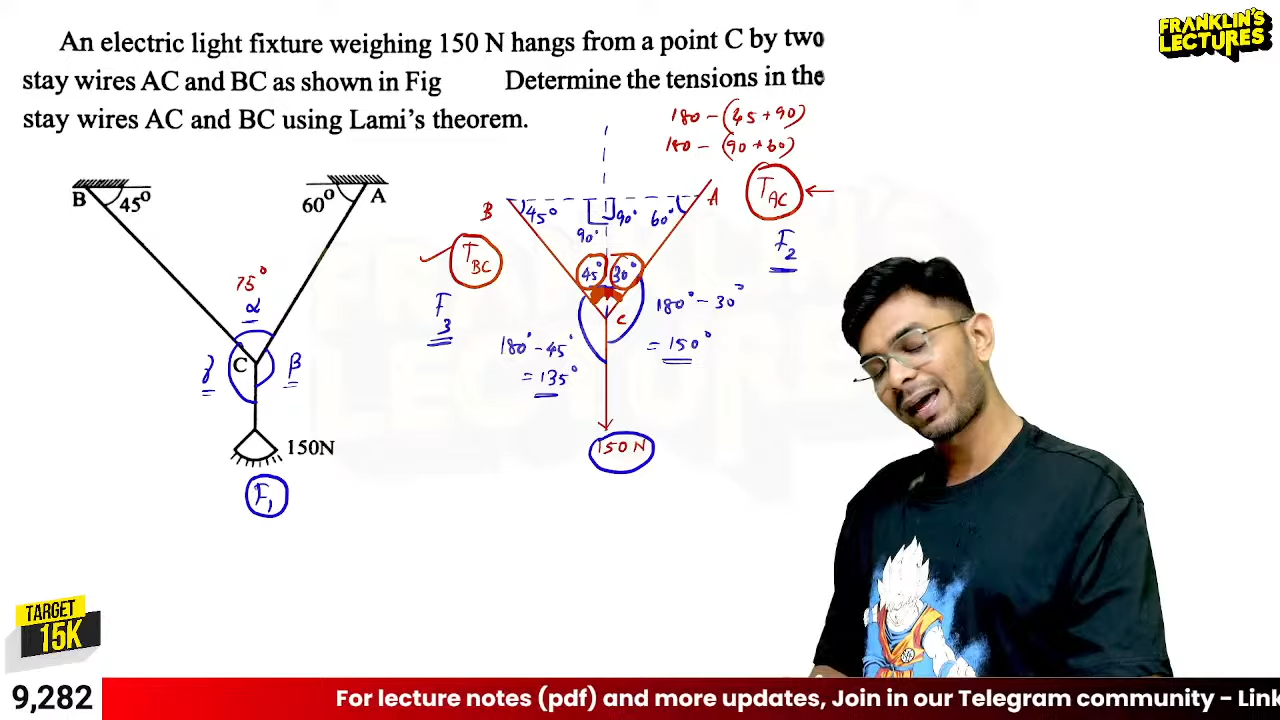 An electric light fixture weighing 150 N hangs from a point C by two
stay wires AC and BC as shown in Fig Determine the tensions in the
stay wires AC and BC using Lami's theorem.
FRANKLIN'S
LECTURES
180 - (45 + 90)
180 - (90 + 60)
B 45° 60° A
75°
α
γ C β
150N
F₁
B 45° 90° 60° A
90°
T_AC
F₂
T_BC
F₃
45° 30°
C
180° - 30°
= 150°
180° - 45°
= 135°
150N
TARGET
15K
9,282
For lecture notes (pdf) and more updates, Join in our Telegram community - Link